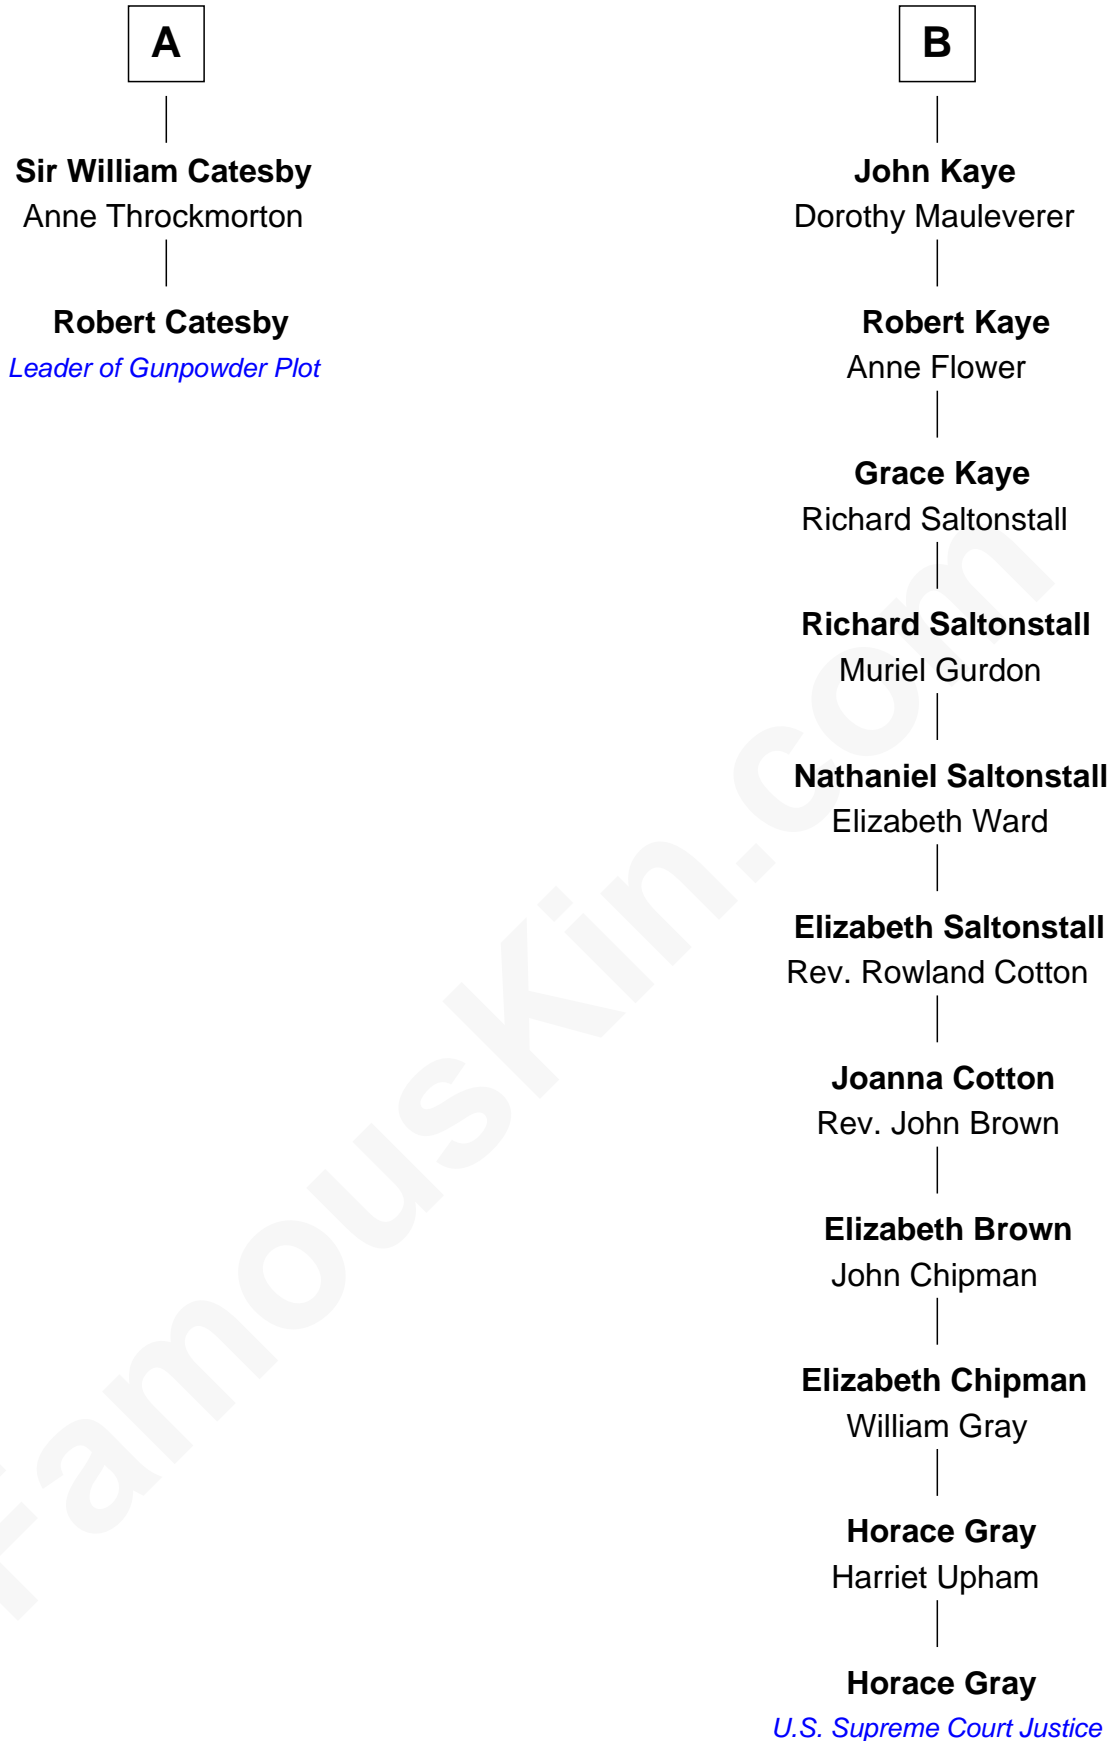 A
Sir William Catesby
Anne Throckmorton
Robert Catesby
Leader of Gunpowder Plot
B
John Kaye
Dorothy Mauleverer
Robert Kaye
Anne Flower
Grace Kaye
Richard Saltonstall
Richard Saltonstall
Muriel Gurdon
Nathaniel Saltonstall
Elizabeth Ward
Elizabeth Saltonstall
Rev. Rowland Cotton
Joanna Cotton
Rev. John Brown
Elizabeth Brown
John Chipman
Elizabeth Chipman
William Gray
Horace Gray
Harriet Upham
Horace Gray
U.S. Supreme Court Justice
FamousKin.com